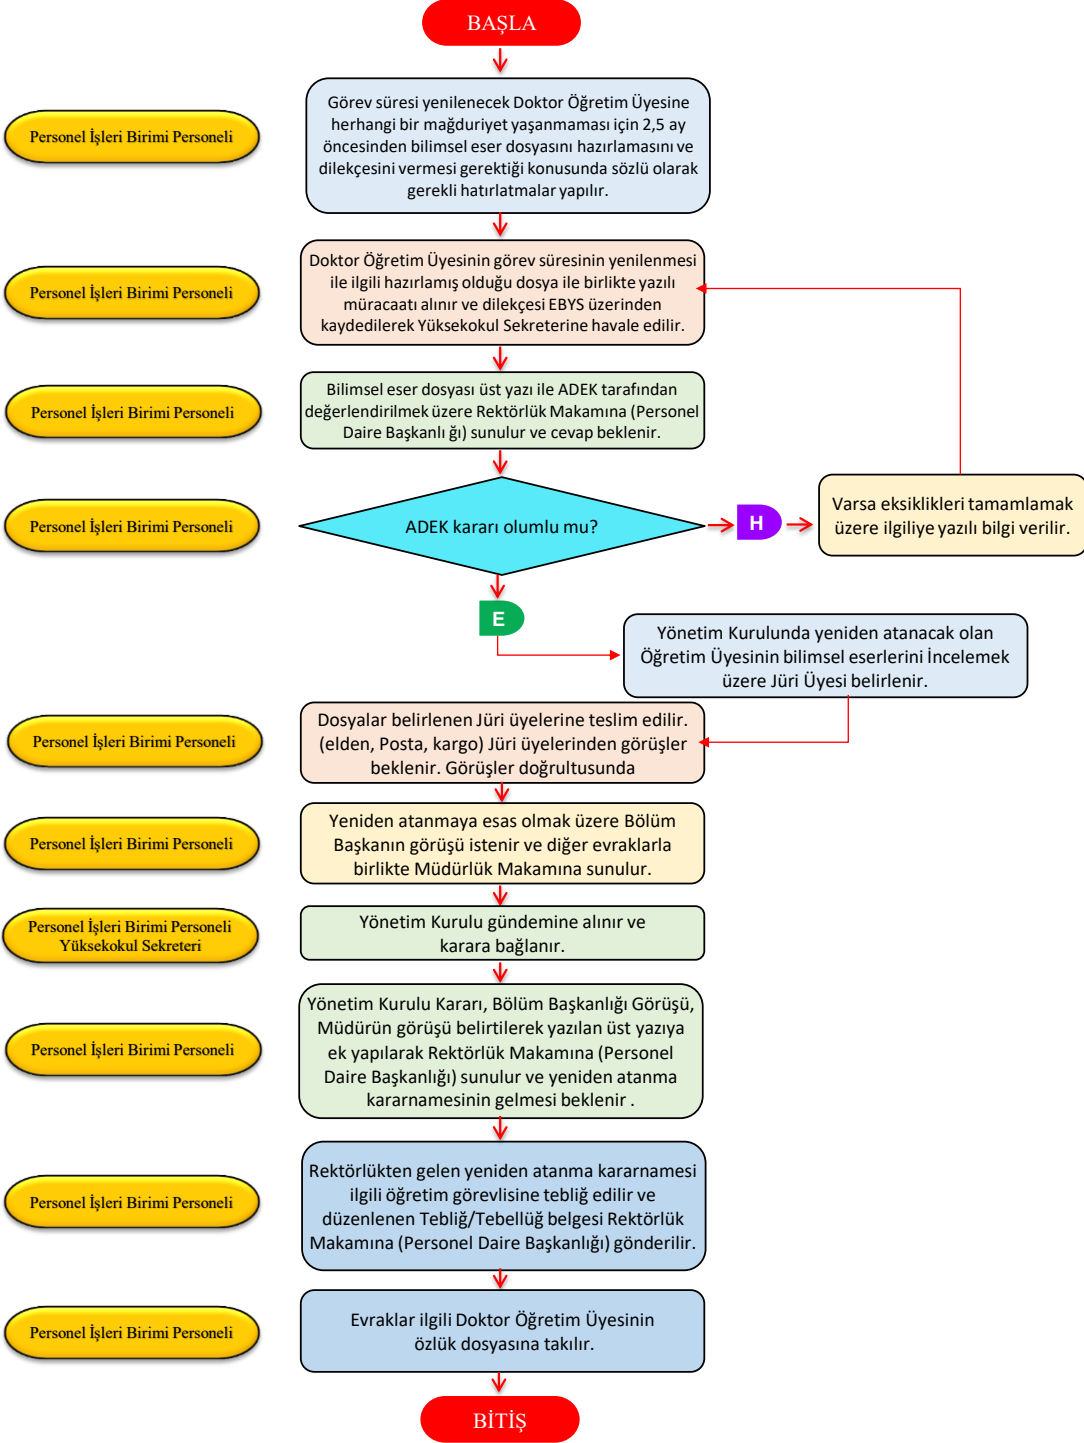 BAŞLA
Personel İşleri Birimi Personeli
Görev süresi yenilenecek Doktor Öğretim Üyesine
herhangi bir mağduriyet yaşanmaması için 2,5 ay
öncesinden bilimsel eser dosyasını hazırlamasını ve
dilekçesini vermesi gerektiği konusunda sözlü olarak
gerekli hatırlatmalar yapılır.
Personel İşleri Birimi Personeli
Doktor Öğretim Üyesinin görev süresinin yenilenmesi
ile ilgili hazırlamış olduğu dosya ile birlikte yazılı
müracaatı alınır ve dilekçesi EBYS üzerinden
kaydedilerek Yüksekokul Sekreterine havale edilir.
Personel İşleri Birimi Personeli
Bilimsel eser dosyası üst yazı ile ADEK tarafından
değerlendirilmek üzere Rektörlük Makamına (Personel
Daire Başkanlı ğı) sunulur ve cevap beklenir.
Personel İşleri Birimi Personeli
ADEK kararı olumlu mu?
H
Varsa eksiklikleri tamamlamak
üzere ilgiliye yazılı bilgi verilir.
E
Yönetim Kurulunda yeniden atanacak olan
Öğretim Üyesinin bilimsel eserlerini İncelemek
üzere Jüri Üyesi belirlenir.
Personel İşleri Birimi Personeli
Dosyalar belirlenen Jüri üyelerine teslim edilir.
(elden, Posta, kargo) Jüri üyelerinden görüşler
beklenir. Görüşler doğrultusunda
Personel İşleri Birimi Personeli
Yeniden atanmaya esas olmak üzere Bölüm
Başkanın görüşü istenir ve diğer evraklarla
birlikte Müdürlük Makamına sunulur.
Personel İşleri Birimi Personeli
Yüksekokul Sekreteri
Yönetim Kurulu gündemine alınır ve
karara bağlanır.
Personel İşleri Birimi Personeli
Yönetim Kurulu Kararı, Bölüm Başkanlığı Görüşü,
Müdürün görüşü belirtilerek yazılan üst yazıya
ek yapılarak Rektörlük Makamına (Personel
Daire Başkanlığı) sunulur ve yeniden atanma
kararnamesinin gelmesi beklenir .
Personel İşleri Birimi Personeli
Rektörlükten gelen yeniden atanma kararnamesi
ilgili öğretim görevlisine tebliğ edilir ve
düzenlenen Tebliğ/Tebellüğ belgesi Rektörlük
Makamına (Personel Daire Başkanlığı) gönderilir.
Personel İşleri Birimi Personeli
Evraklar ilgili Doktor Öğretim Üyesinin
özlük dosyasına takılır.
BİTİŞ